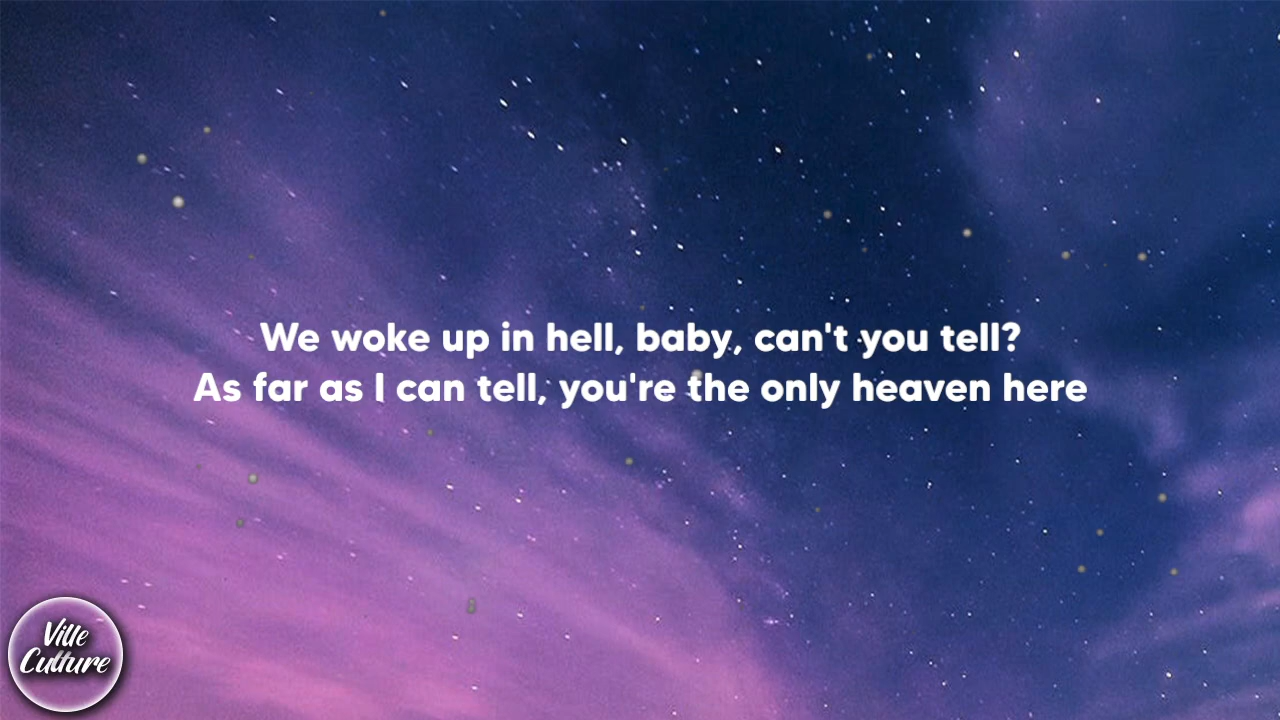 We woke up in hell, baby, can't you tell?
As far as I can tell, you're the only heaven here
Ville
Culture